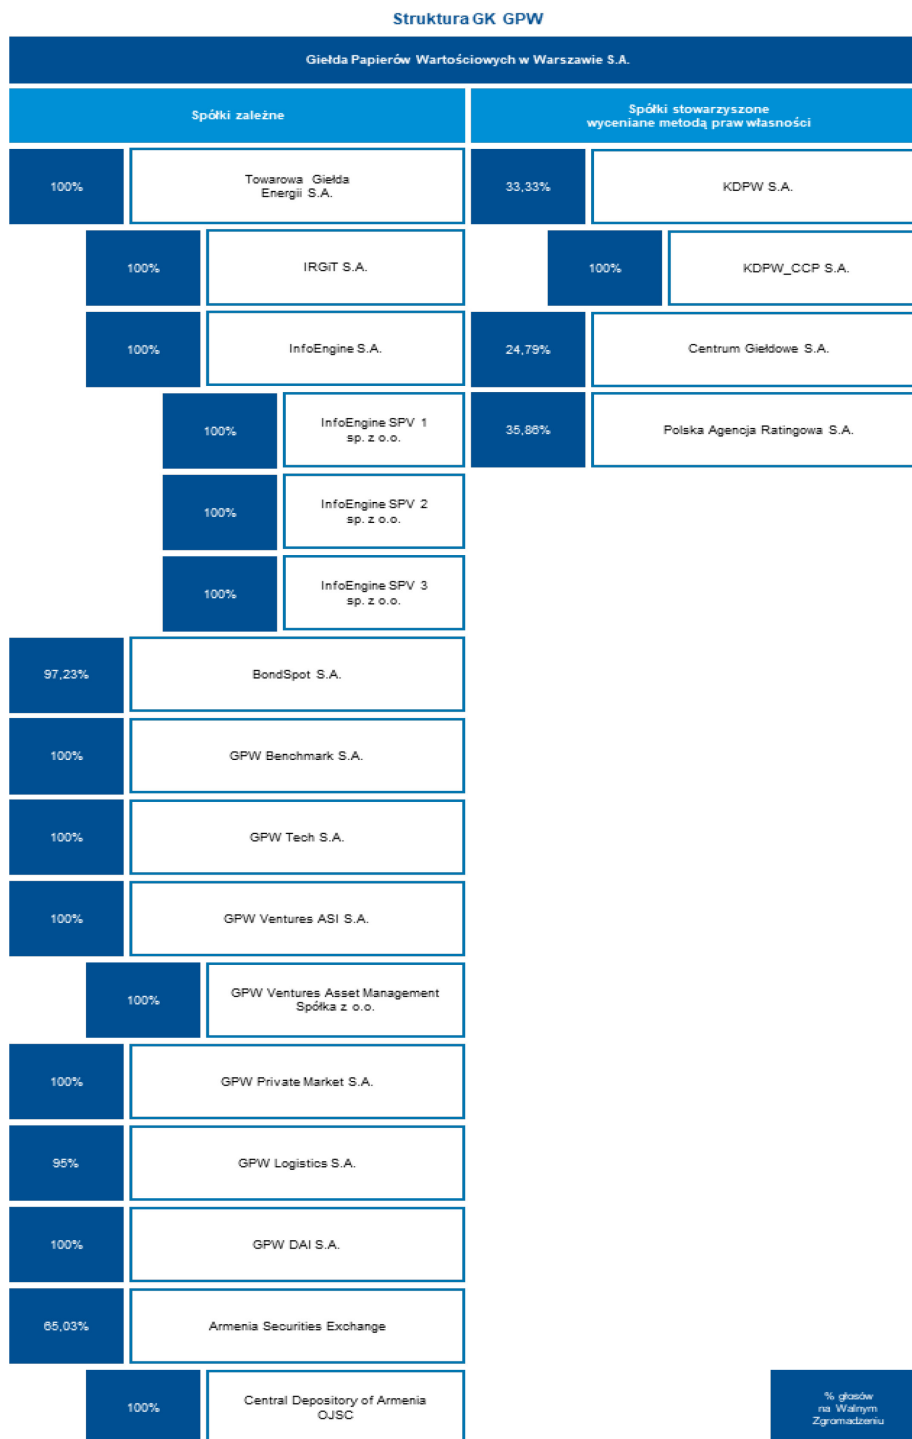 Struktura GK GPW
Giełda Papierów Wartościowych w Warszawie S.A.
Spółki zależne
Spółki stowarzyszone
wyceniane metodą praw własności
100%
Towarowa Giełda
Energii S.A.
100%
IRGiT S.A.
100%
InfoEngine S.A.
100%
InfoEngine SPV 1
sp. z o.o.
100%
InfoEngine SPV 2
sp. z o.o.
100%
InfoEngine SPV 3
sp. z o.o.
97,23%
BondSpot S.A.
100%
GPW Benchmark S.A.
100%
GPW Tech S.A.
100%
GPW Ventures ASI S.A.
100%
GPW Ventures Asset Management
Spółka z o.o.
100%
GPW Private Market S.A.
95%
GPW Logistics S.A.
100%
GPW DAI S.A.
65,03%
Armenia Securities Exchange
100%
Central Depository of Armenia
OJSC
33,33%
KDPW S.A.
100%
KDPW_CCP S.A.
24,79%
Centrum Giełdowe S.A.
35,86%
Polska Agencja Ratingowa S.A.
% głosów
na Walnym
Zgromadzeniu